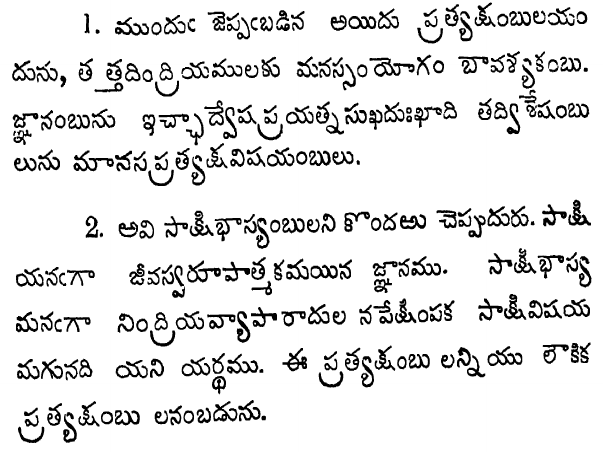 1. ముందుఁ జెప్పఁబడిన అయిదు ప్రత్యక్షంబులయం
దును, తత్తదింద్రియములకు మనస్సంయోగం బావశ్యకంబు.
జ్ఞానంబును ఇచ్ఛాద్వేషప్రయత్నసుఖదుఃఖాది తద్విశేషంబు
లును మానసప్రత్యక్షవిషయంబులు.
2. అవి సాక్షిభాస్యంబులని కొందఱు చెప్పుదురు. సాక్షి
యనఁగా జీవస్వరూపాత్మకమయిన జ్ఞానము. సాక్షిభాస్య
మనఁగా నింద్రియవ్యాపారాదుల నపేక్షింపక సాక్షివిషయ
మగునది యని యర్థము. ఈ ప్రత్యక్షంబు లన్నియు లౌకిక
ప్రత్యక్షంబు లనంబడును.